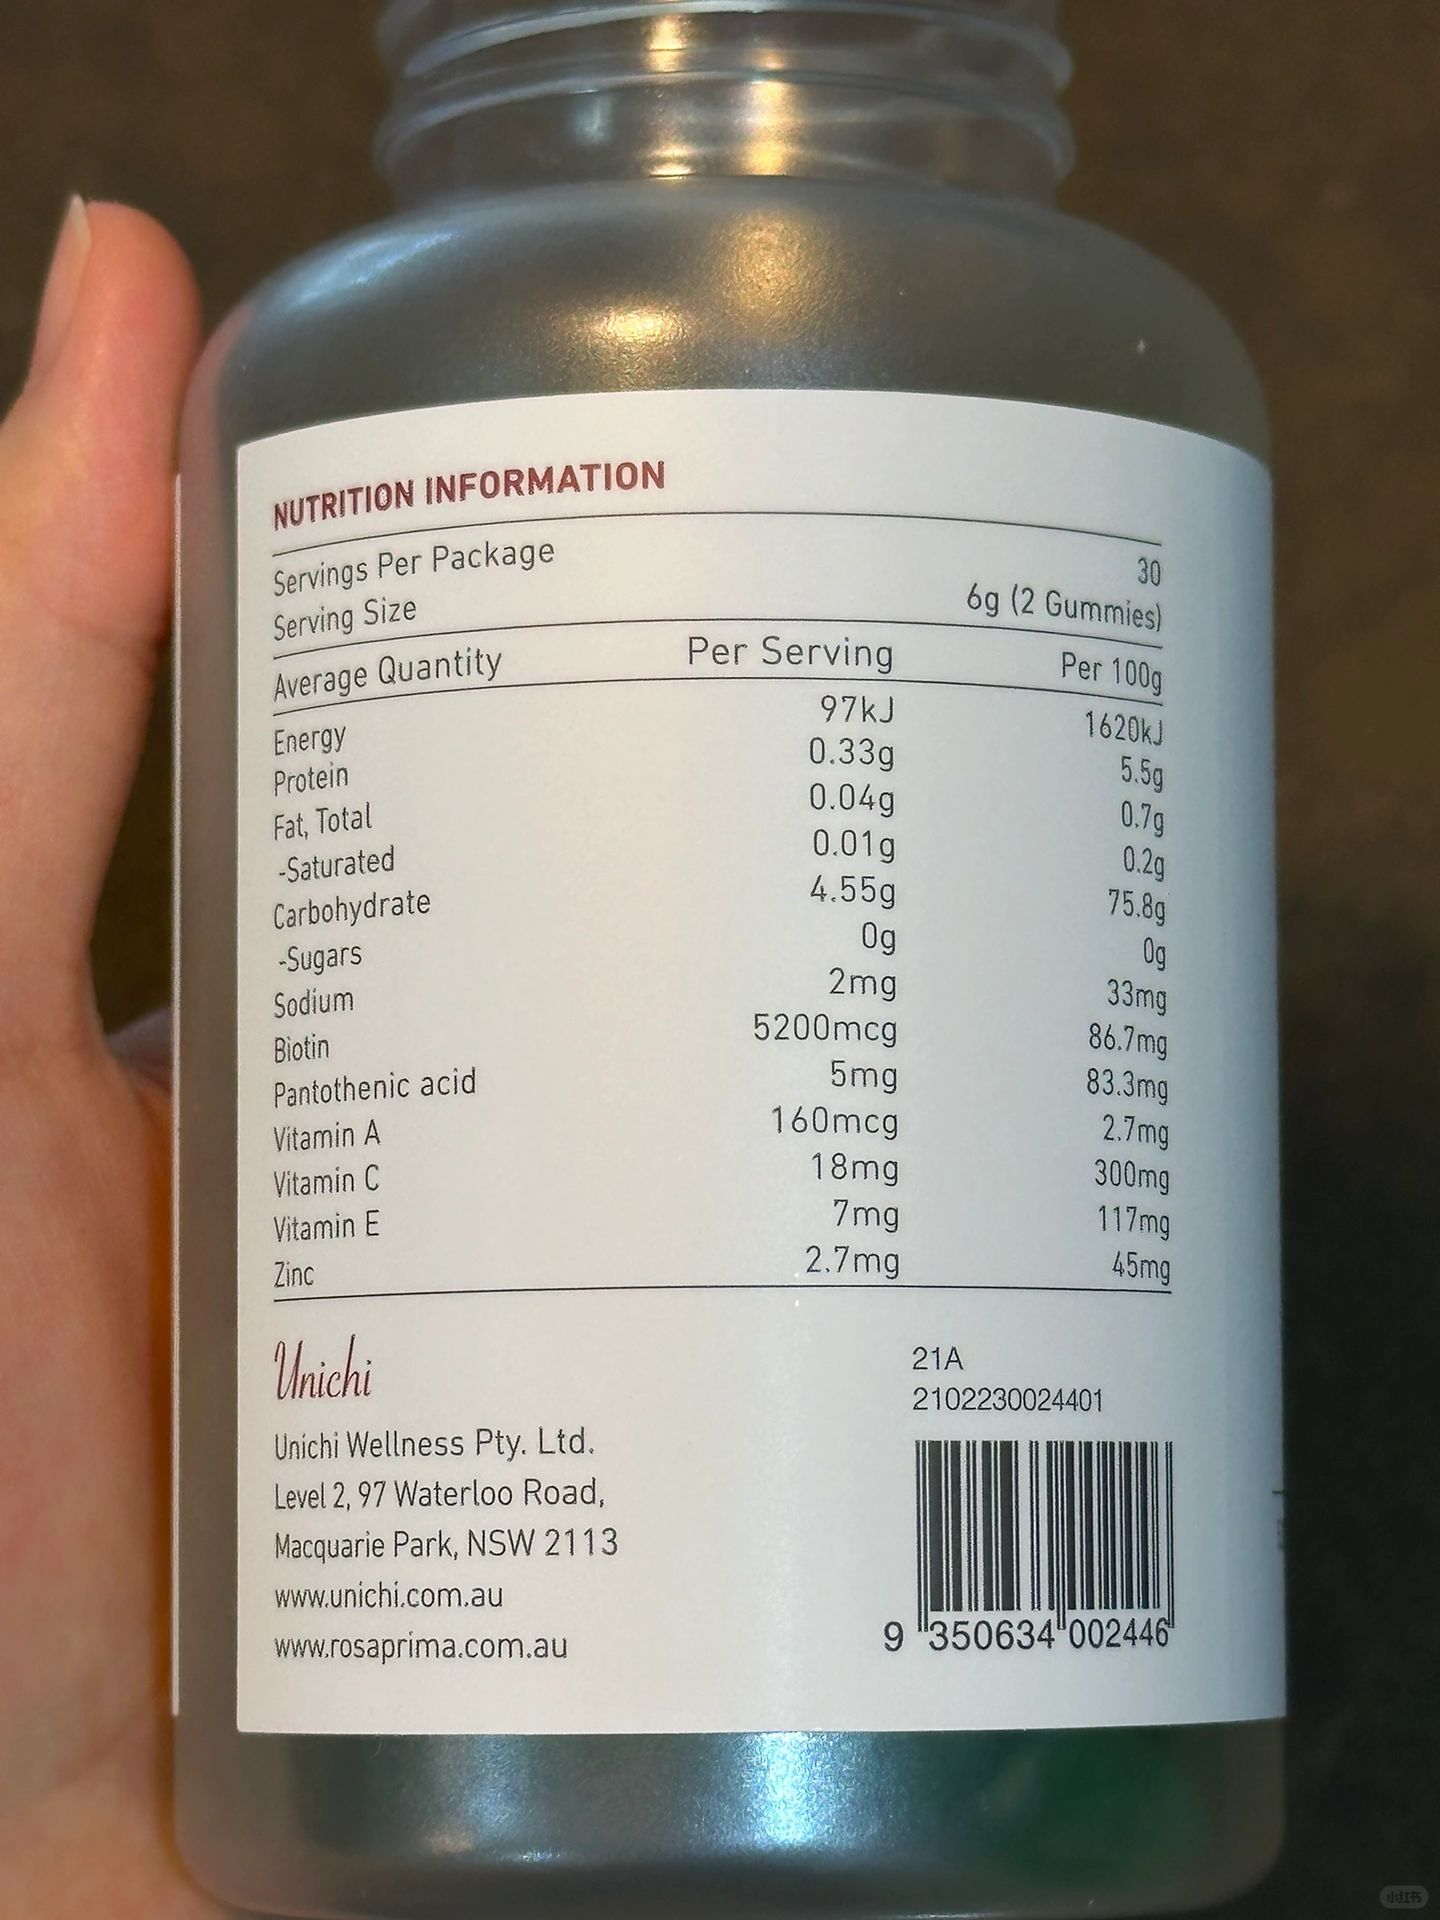 NUTRITION INFORMATION
Servings Per Package 30
Serving Size 6g (2 Gummies)
Average Quantity Per Serving Per 100g
Energy 97kJ 1620kJ
Protein 0.33g 5.5g
Fat, Total 0.04g 0.7g
-Saturated 0.01g 0.2g
Carbohydrate 4.55g 75.8g
-Sugars 0g 0g
Sodium 2mg 33mg
Biotin 5200mcg 86.7mg
Pantothenic acid 5mg 83.3mg
Vitamin A 160mcg 2.7mg
Vitamin C 18mg 300mg
Vitamin E 7mg 117mg
Zinc 2.7mg 45mg
Unichi
Unichi Wellness Pty. Ltd.
Level 2, 97 Waterloo Road,
Macquarie Park, NSW 2113
www.unichi.com.au
www.rosaprima.com.au
21A
2102230024401
9 350634 002446
小红书